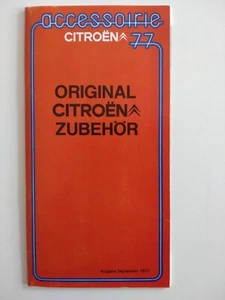 accessoirie
CITROËN 77
ORIGINAL
CITROËN
ZUBEHÖR
Ausgabe September 1977